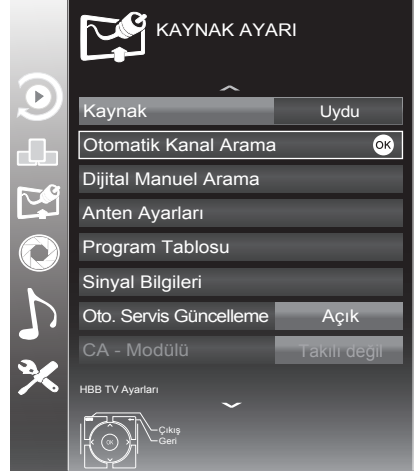 KAYNAK AYARI
Kaynak Uydu
Otomatik Kanal Arama OK
Dijital Manuel Arama
Anten Ayarları
Program Tablosu
Sinyal Bilgileri
Oto. Servis Güncelleme Açık
CA - Modülü Takılı değil
HBB TV Ayarları
Çıkış
OK Geri